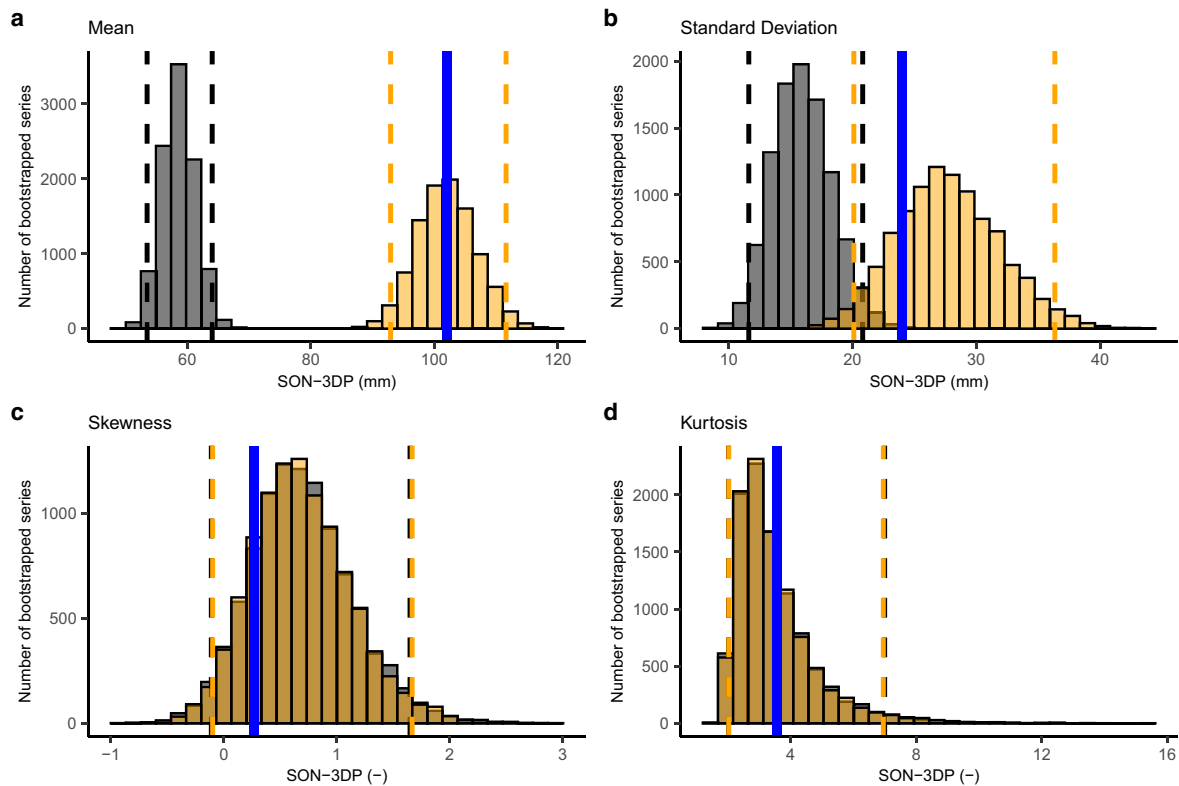 a
Mean
Number of bootstrapped series
3000
2000
1000
0
60
80
100
120
SON−3DP (mm)
b
Standard Deviation
Number of bootstrapped series
2000
1500
1000
500
0
10
20
30
40
SON−3DP (mm)
c
Skewness
Number of bootstrapped series
1000
500
0
−1
0
1
2
3
SON−3DP (−)
d
Kurtosis
Number of bootstrapped series
2000
1500
1000
500
0
4
8
12
16
SON−3DP (−)